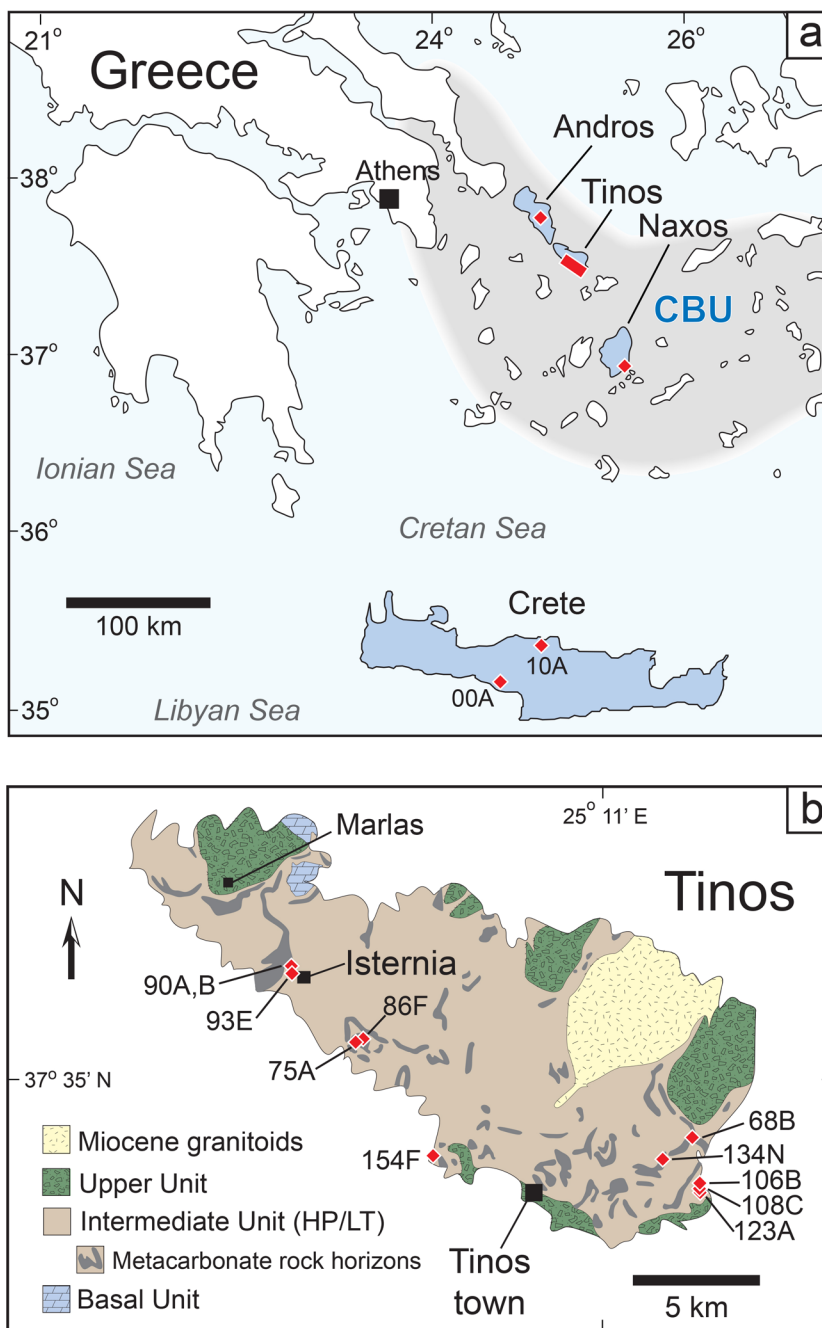 21°
24°
26°
a
Greece
Andros
38°
Athens
Tinos
Naxos
CBU
37°
Ionian Sea
36°
Cretan Sea
100 km
Crete
10A
00A
Libyan Sea
35°
b
25° 11’ E
Marlas
N
Tinos
Isternia
90A,B
86F
93E
75A
37° 35’ N
Miocene granitoids
68B
134N
154F
Upper Unit
106B
108C
Intermediate Unit (HP/LT)
123A
Metacarbonate rock horizons
Tinos
town
Basal Unit
5 km